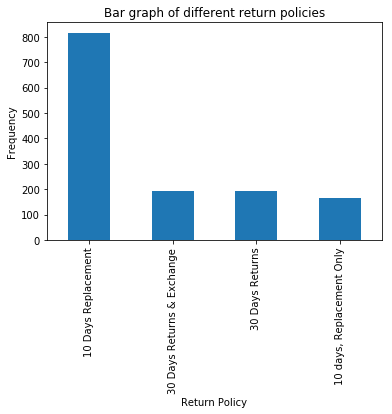 Bar graph of different return policies
Frequency
800
700
600
500
400
300
200
100
0
10 Days Replacement
30 Days Returns & Exchange
30 Days Returns
10 days, Replacement Only
Return Policy